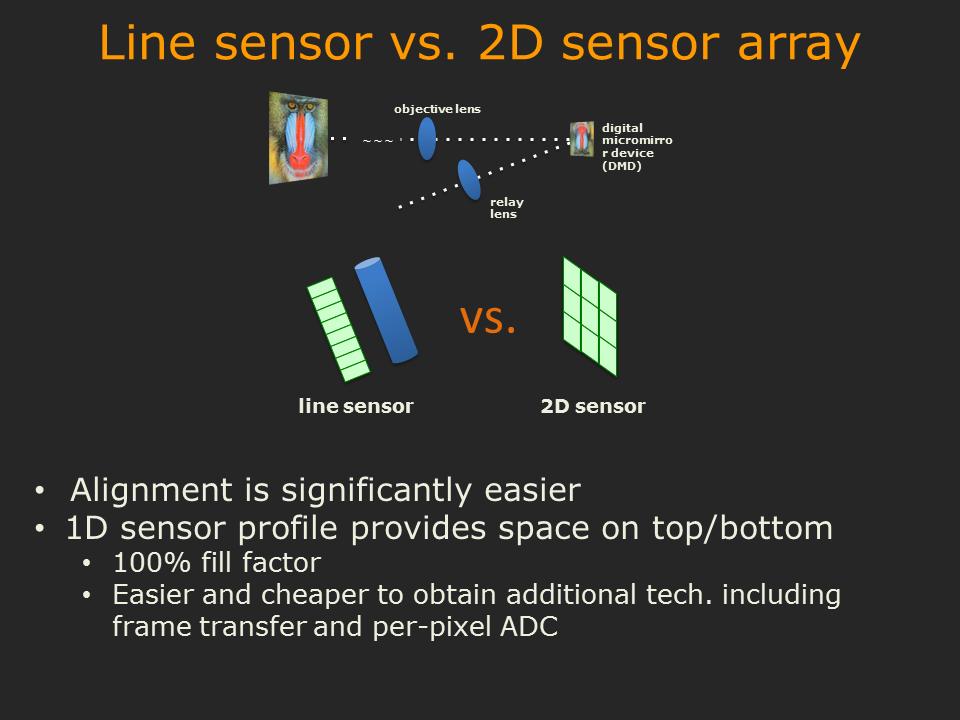 Line sensor vs. 2D sensor array
objective lens
~~~
digital
micromirro
r device
(DMD)
relay
lens
vs.
line sensor
2D sensor
• Alignment is significantly easier
• 1D sensor profile provides space on top/bottom
• 100% fill factor
• Easier and cheaper to obtain additional tech. including
frame transfer and per-pixel ADC